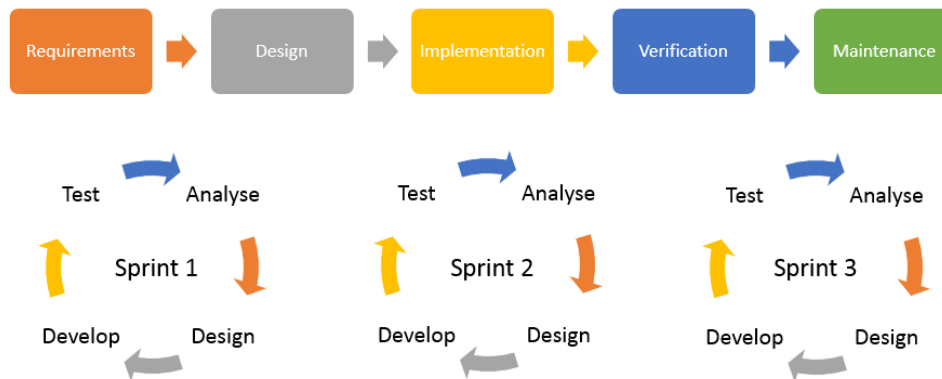 Requirements
Design
Implementation
Verification
Maintenance
Test
Analyse
Sprint 1
Develop
Design
Test
Analyse
Sprint 2
Develop
Design
Test
Analyse
Sprint 3
Develop
Design